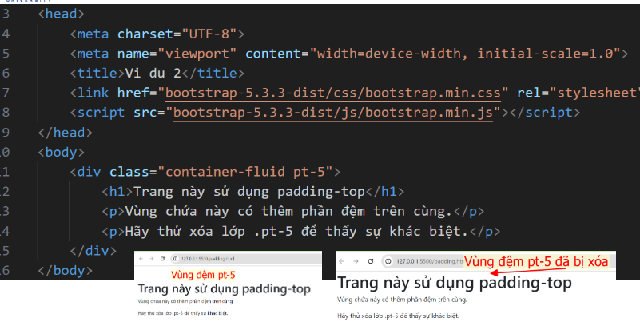 3 <head>
4 <meta charset="UTF-8">
5 <meta name="viewport" content="width=device-width, initial-scale=1.0">
6 <title>Vi du 2</title>
7 <link href="bootstrap-5.3.3-dist/css/bootstrap.min.css" rel="stylesheet"
8 <script src="bootstrap-5.3.3-dist/js/bootstrap.min.js"></script>
9 </head>
10 <body>
11 <div class="container-fluid pt-5">
12 <h1>Trang này sử dụng padding-top</h1>
13 <p>Vùng chứa này có thêm phần đệm trên cùng.</p>
14 <p>Hãy thử xóa lớp .pt-5 để thấy sự khác biệt.</p>
15 </div>
16 </body>
Vùng đệm pt-5
Trang này sử dụng padding-top
Vùng chứa này có thêm phần đệm trên cùng.
Hãy thử xóa lớp .pt-5 để thấy sự khác biệt.
Vùng đệm pt-5 đã bị xóa
Trang này sử dụng padding-top
Vùng chứa này có thêm phần đệm trên cùng.
Hãy thử xóa lớp .pt-5 để thấy sự khác biệt.